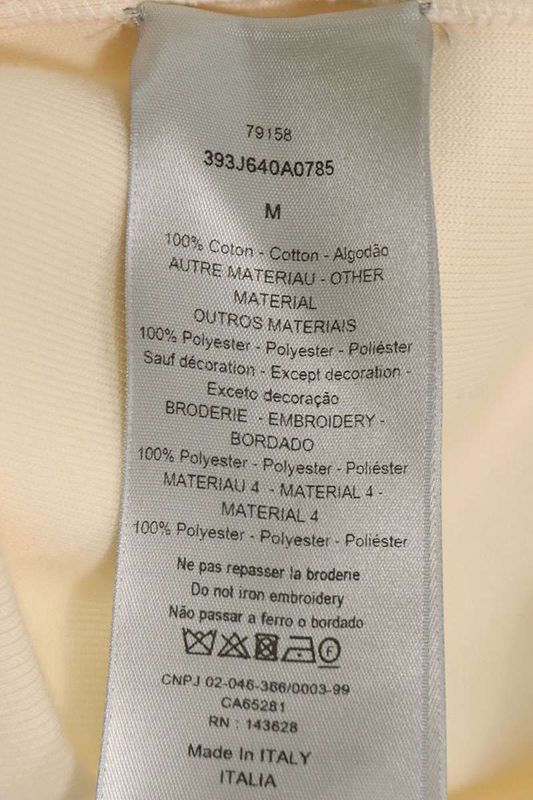 79158
393J640A0785
M
100% Coton - Cotton - Algodão
AUTRE MATERIAU - OTHER
MATERIAL
OUTROS MATERIAIS
100% Polyester - Polyester - Poliéster
Sauf décoration - Except decoration -
Exceto decoração
BRODERIE - EMBROIDERY -
BORDADO
100% Polyester - Polyester - Poliéster
MATERIAU 4 - MATERIAL 4 -
MATERIAL 4
100% Polyester - Polyester - Poliéster
Ne pas repasser la broderie
Do not iron embroidery
Não passar a ferro o bordado
F
CNPJ 02-046-366/0003-99
CA65281
RN : 143628
Made In ITALY
ITALIA